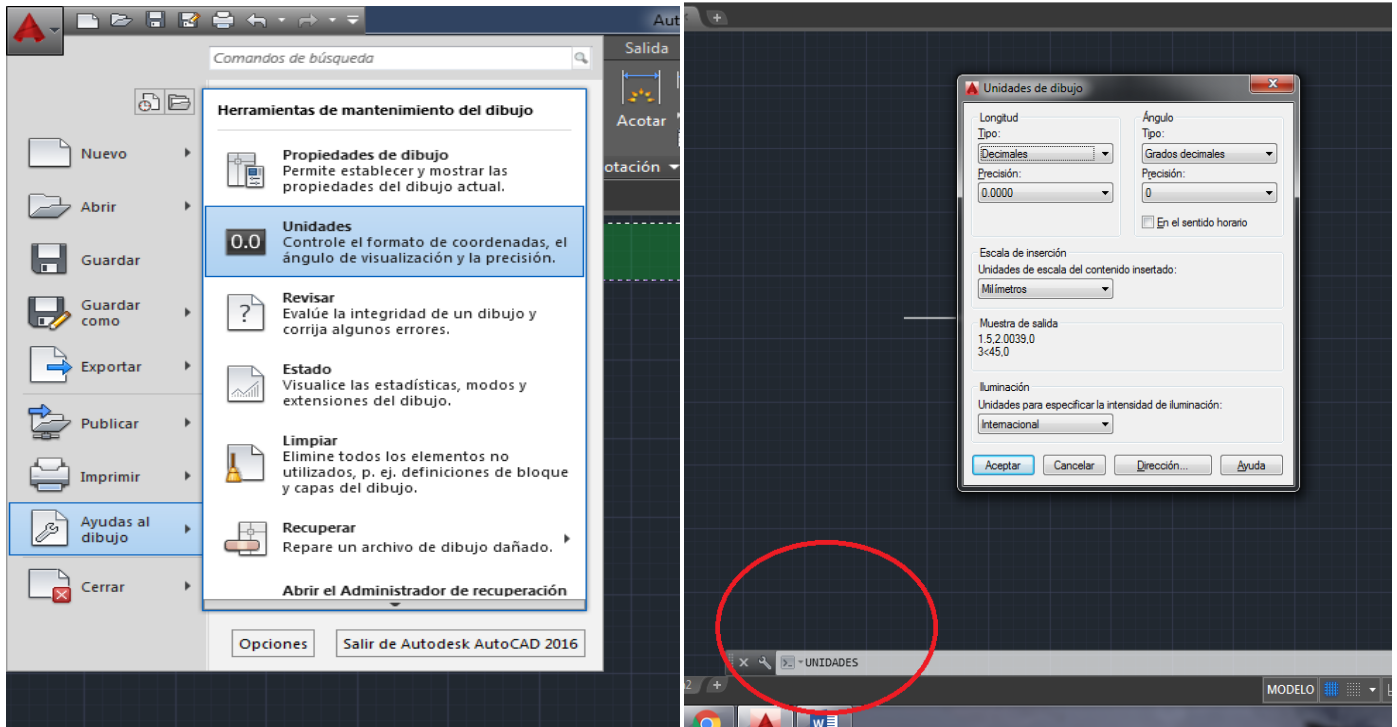 Aut
Comandos de búsqueda
Salida
Acotar
otación
Herramientas de mantenimiento del dibujo
Nuevo
Abrir
Guardar
Guardar
como
Exportar
Publicar
Imprimir
Ayudas al
dibujo
Cerrar
Propiedades de dibujo
Permite establecer y mostrar las
propiedades del dibujo actual.
0.0
Unidades
Controle el formato de coordenadas, el
ángulo de visualización y la precisión.
Revisar
Evalúe la integridad de un dibujo y
corrija algunos errores.
Estado
Visualice las estadísticas, modos y
extensiones del dibujo.
Limpiar
Elimine todos los elementos no
utilizados, p. ej. definiciones de bloque
y capas del dibujo.
Recuperar
Repare un archivo de dibujo dañado.
Abrir el Administrador de recuperación
Opciones
Salir de Autodesk AutoCAD 2016
Unidades de dibujo
Longitud
Tipo:
Decimales
Precisión:
0.0000
Ángulo
Tipo:
Grados decimales
Precisión:
0
En el sentido horario
Escala de inserción
Unidades de escala del contenido insertado:
Milímetros
Muestra de salida
1.5,2.0039,0
3<45,0
Iluminación
Unidades para especificar la intensidad de iluminación:
Internacional
Aceptar
Cancelar
Dirección...
Ayuda
UNIDADES
MODELO